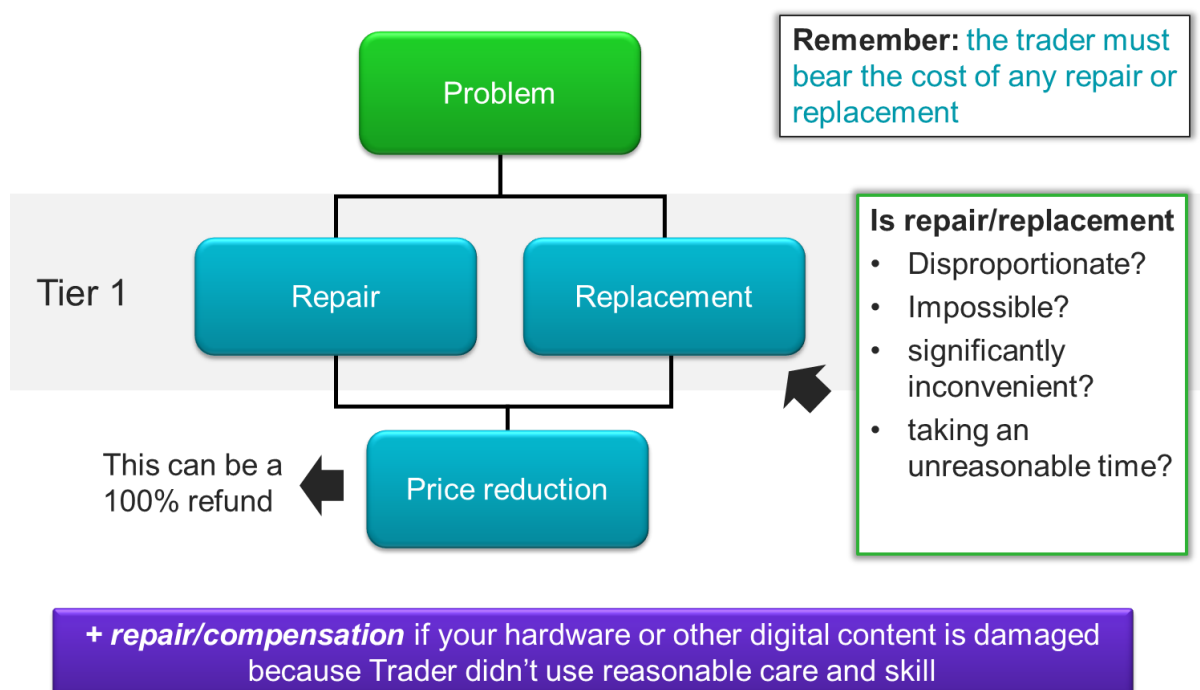 Problem
Remember: the trader must
bear the cost of any repair or
replacement
Tier 1
Repair
Replacement
Is repair/replacement
• Disproportionate?
• Impossible?
• significantly
inconvenient?
• taking an
unreasonable time?
This can be a
100% refund
Price reduction
+ repair/compensation if your hardware or other digital content is damaged
because Trader didn’t use reasonable care and skill